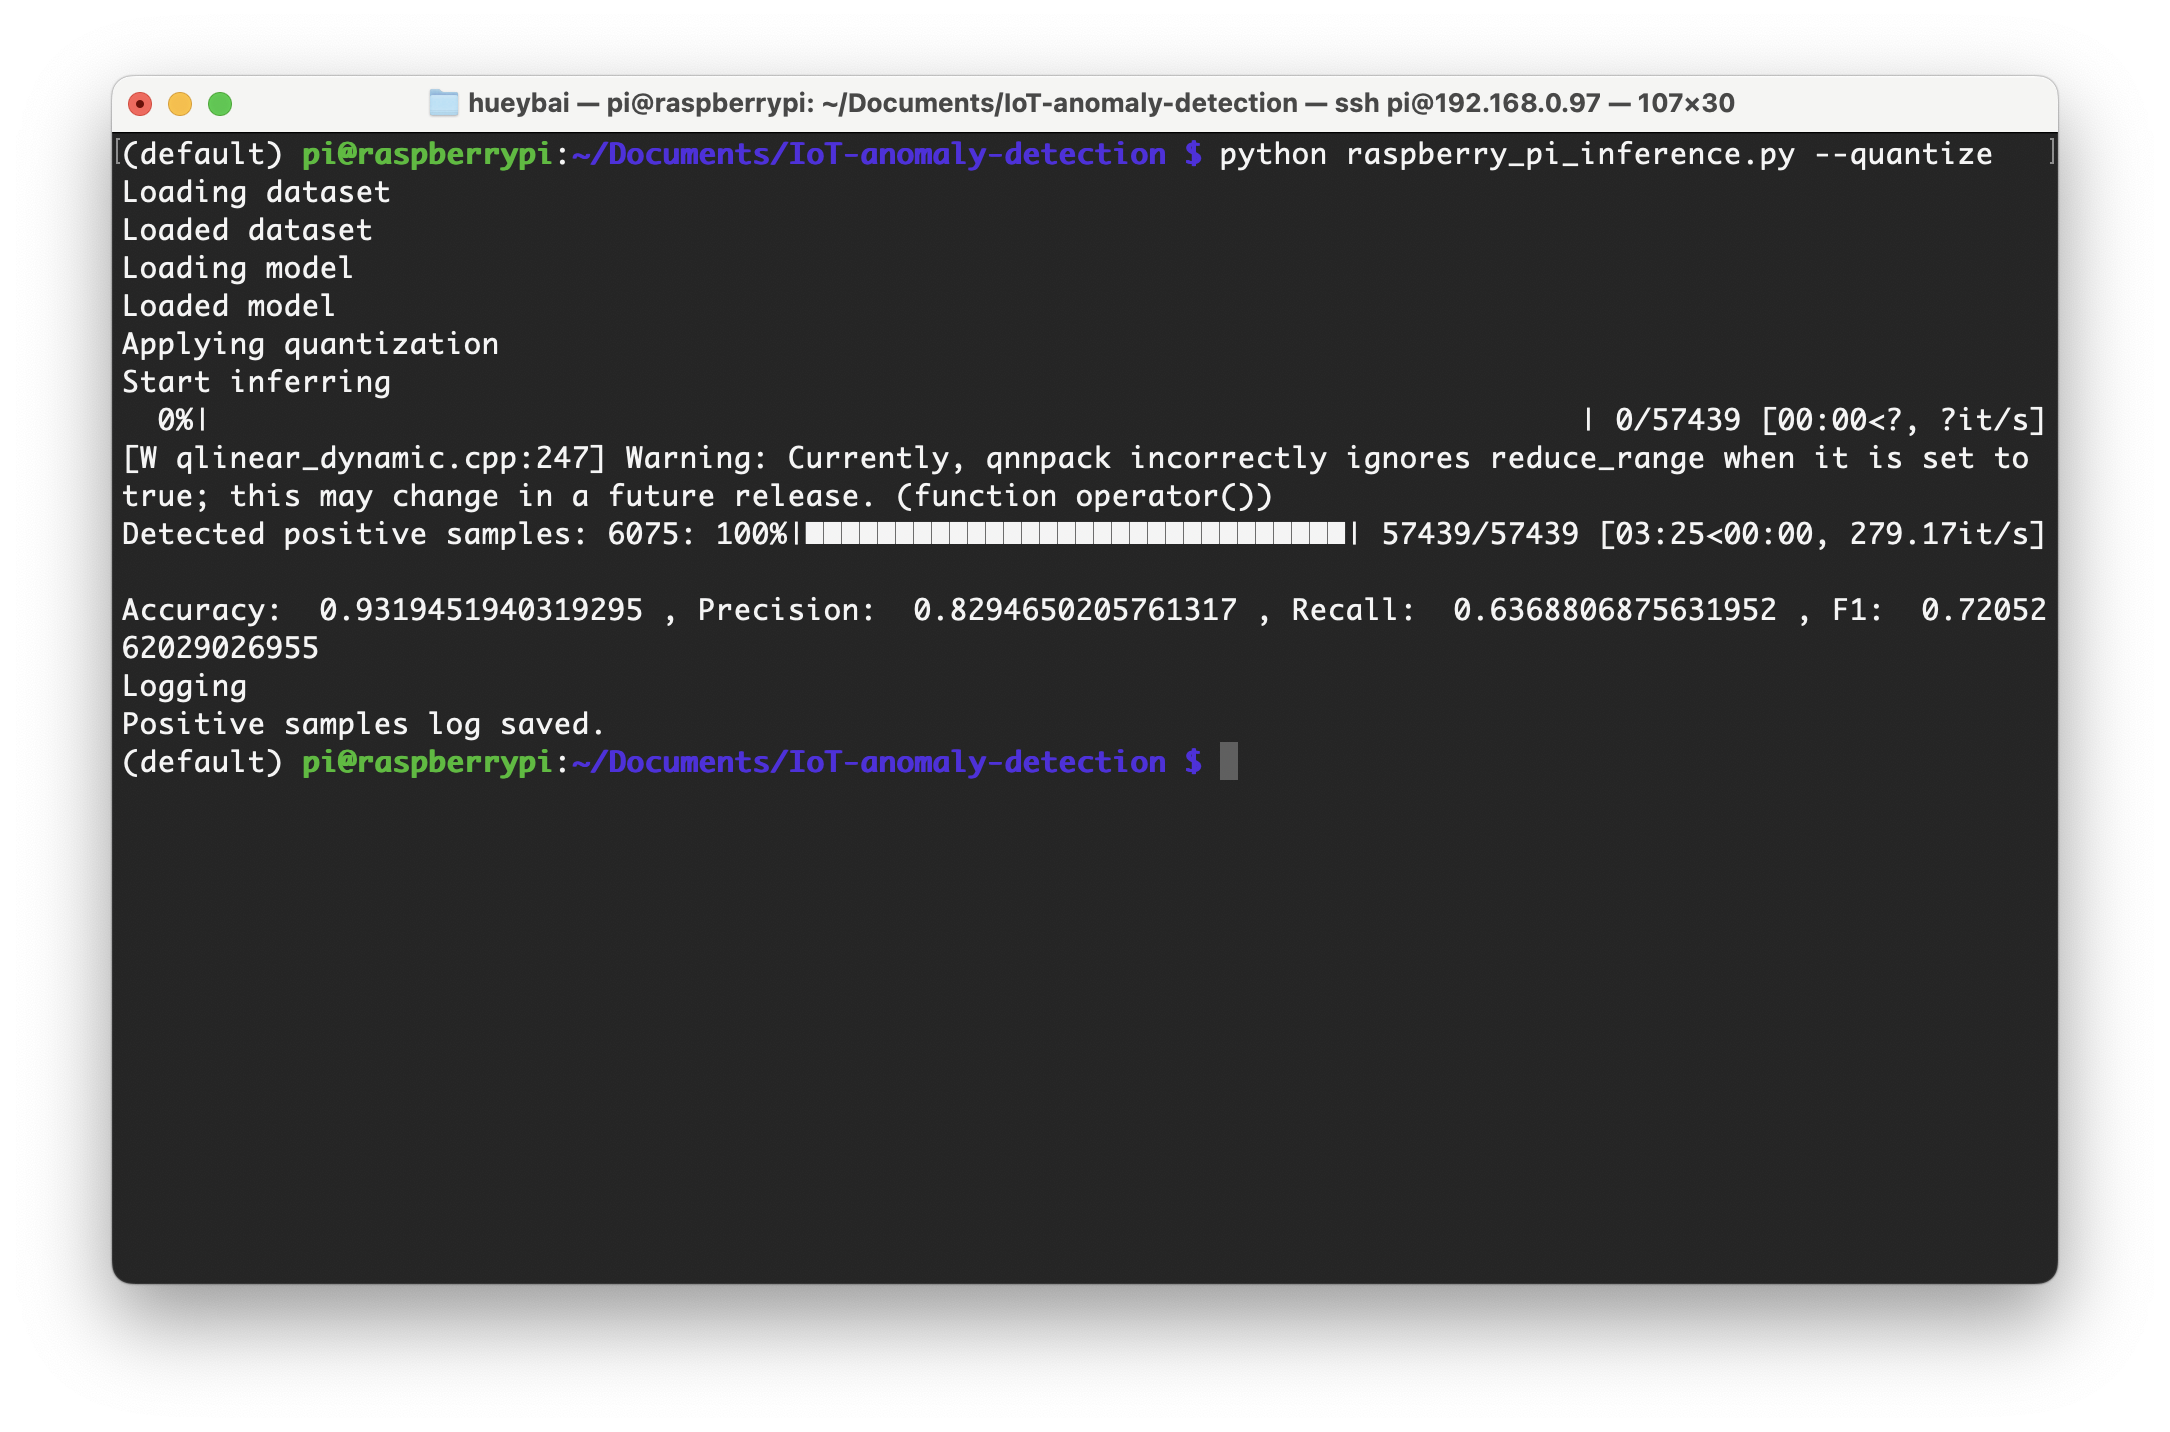 hueybai — pi@raspberrypi: ~/Documents/IoT-anomaly-detection — ssh pi@192.168.0.97 — 107×30
[(default) pi@raspberrypi:~/Documents/IoT-anomaly-detection $ python raspberry_pi_inference.py --quantize ]
Loading dataset
Loaded dataset
Loading model
Loaded model
Applying quantization
Start inferring
0%| | 0/57439 [00:00<?, ?it/s]
[W qlinear_dynamic.cpp:247] Warning: Currently, qnnpack incorrectly ignores reduce_range when it is set to
true; this may change in a future release. (function operator())
Detected positive samples: 6075: 100%|██████████████████████████████| 57439/57439 [03:25<00:00, 279.17it/s]
Accuracy:  0.9319451940319295 , Precision:  0.8294650205761317 , Recall:  0.6368806875631952 , F1:  0.72052
62029026955
Logging
Positive samples log saved.
(default) pi@raspberrypi:~/Documents/IoT-anomaly-detection $